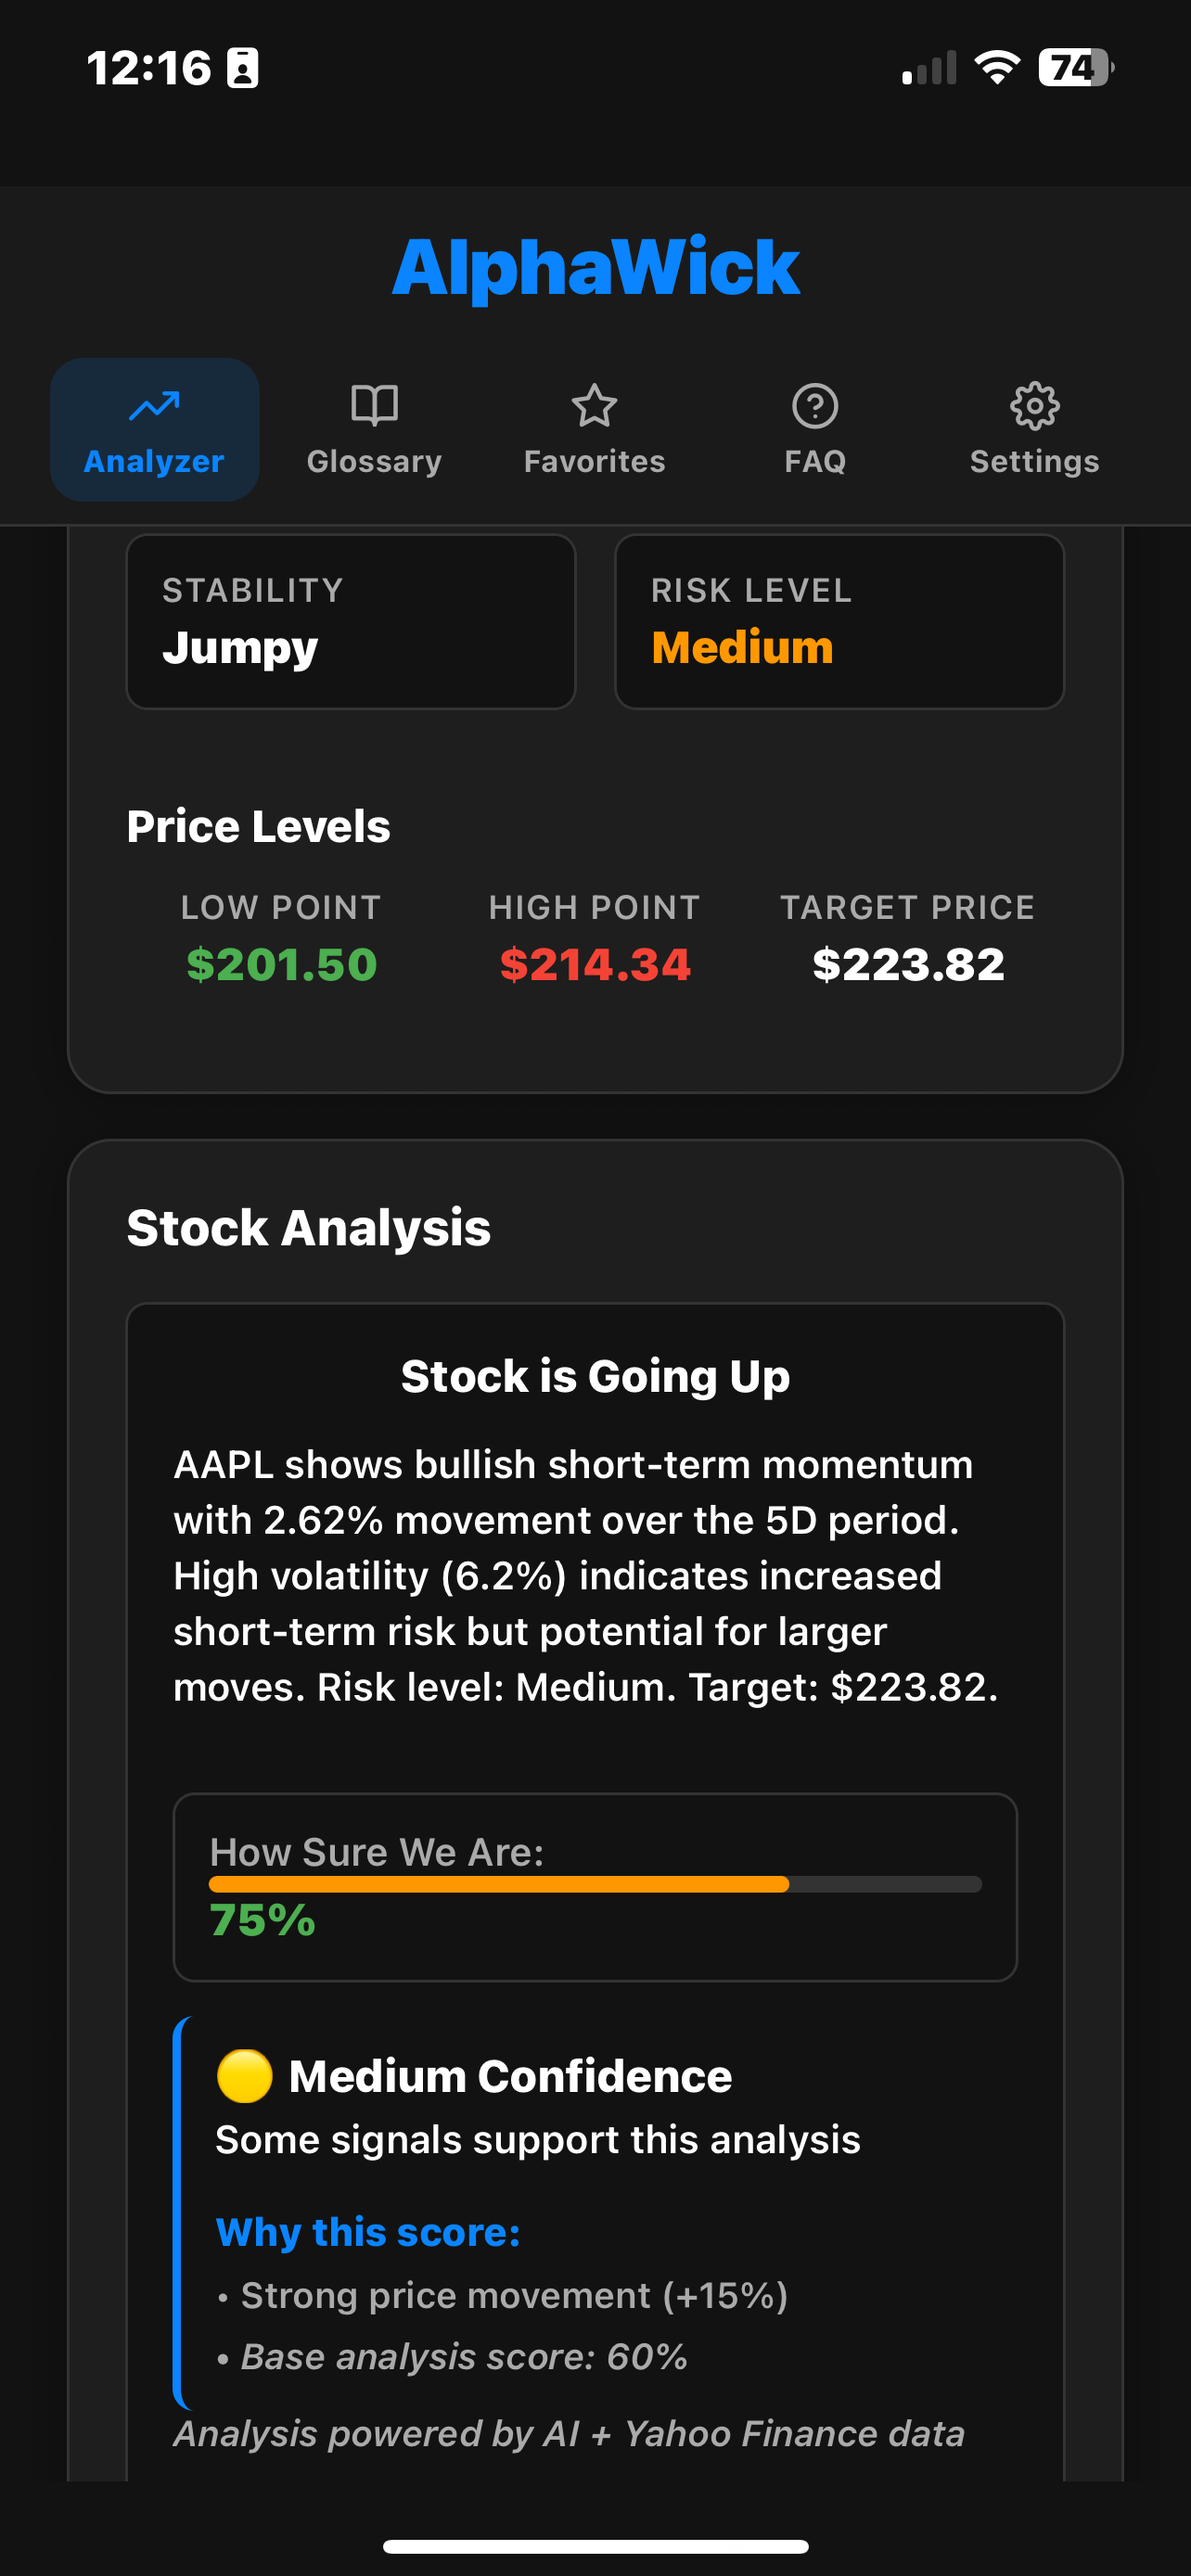 12:16
74
AlphaWick
Analyzer
Glossary
Favorites
FAQ
Settings
STABILITY
Jumpy
RISK LEVEL
Medium
Price Levels
LOW POINT
$201.50
HIGH POINT
$214.34
TARGET PRICE
$223.82
Stock Analysis
Stock is Going Up
AAPL shows bullish short-term momentum
with 2.62% movement over the 5D period.
High volatility (6.2%) indicates increased
short-term risk but potential for larger
moves. Risk level: Medium. Target: $223.82.
How Sure We Are:
75%
Medium Confidence
Some signals support this analysis
Why this score:
• Strong price movement (+15%)
• Base analysis score: 60%
Analysis powered by AI + Yahoo Finance data